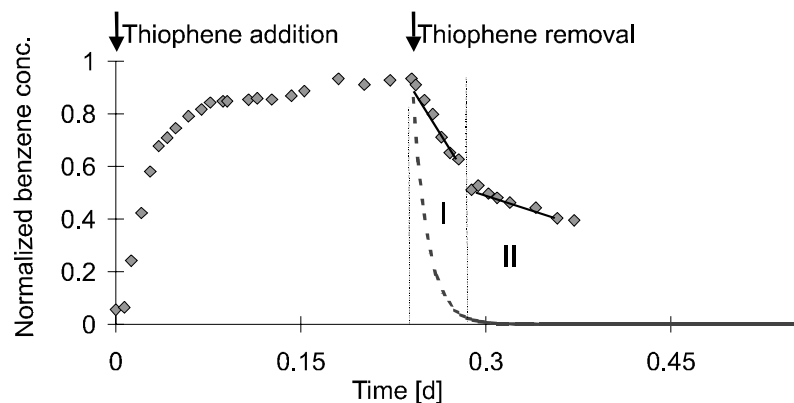 Thiophene addition Thiophene removal
Normalized benzene conc.
1
0.8
0.6
0.4
0.2
0
I
II
0 0.15 0.3 0.45
Time [d]